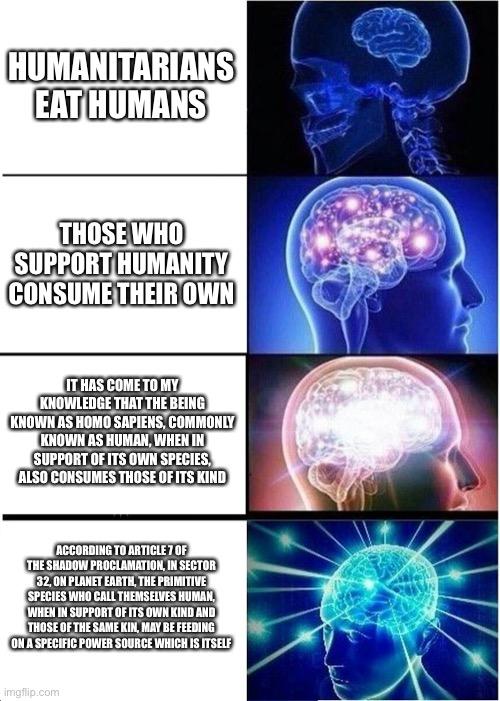 HUMANITARIANS
EAT HUMANS
THOSE WHO
SUPPORT HUMANITY
CONSUME THEIR OWN
IT HAS COME TO MY
KNOWLEDGE THAT THE BEING
KNOWN AS HOMO SAPIENS, COMMONLY
KNOWN AS HUMAN, WHEN IN
SUPPORT OF ITS OWN SPECIES,
ALSO CONSUMES THOSE OF ITS KIND
ACCORDING TO ARTICLE 7 OF
THE SHADOW PROCLAMATION, IN SECTOR
32, ON PLANET EARTH, THE PRIMITIVE
SPECIES WHO CALL THEMSELVES HUMAN,
WHEN IN SUPPORT OF ITS OWN KIND AND
THOSE OF THE SAME KIN, MAY BE FEEDING
ON A SPECIFIC POWER SOURCE WHICH IS ITSELF
imgflip.com